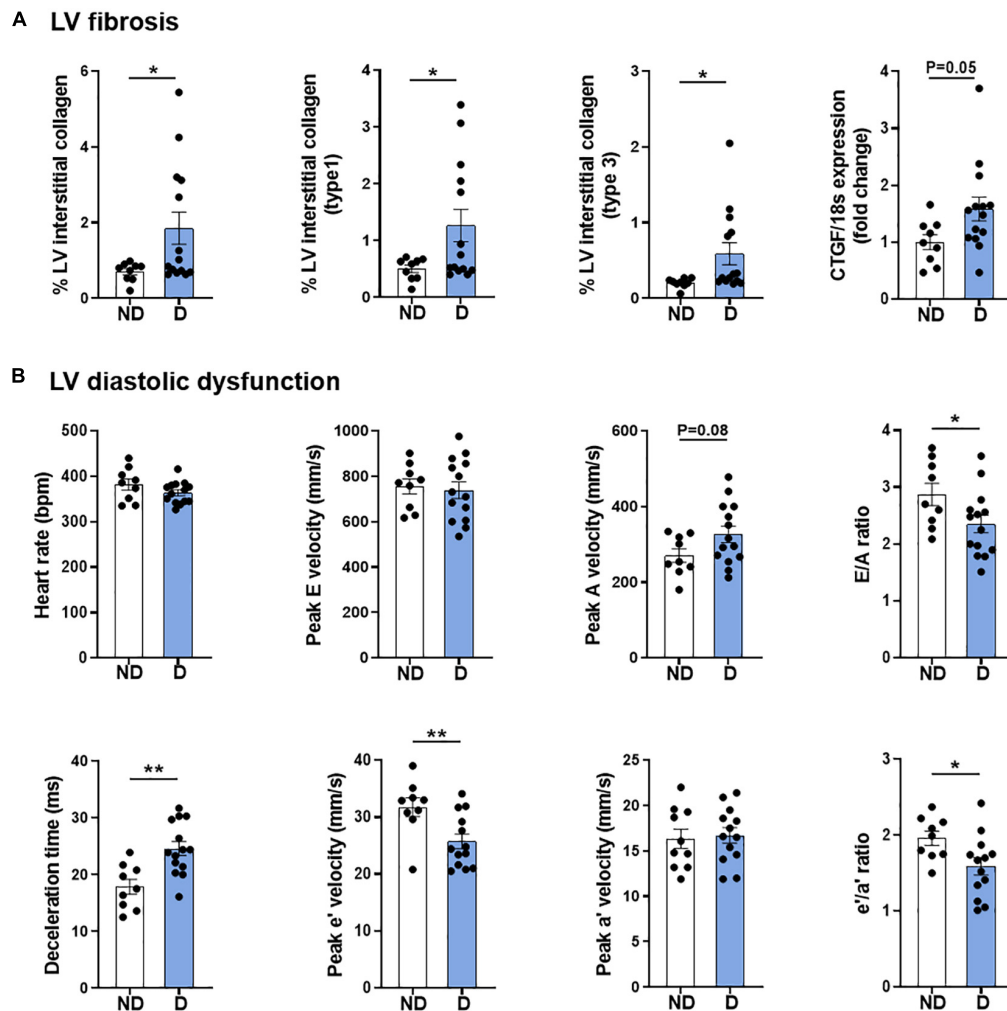 A LV fibrosis
% LV interstitial collagen
6
4
2
0
*
ND D
% LV interstitial collagen
(type1)
4
3
2
1
0
*
ND D
% LV interstitial collagen
(type 3)
3
2
1
0
*
ND D
CTGF/18s expression
(fold change)
4
3
2
1
0
P=0.05
ND D
B LV diastolic dysfunction
Heart rate (bpm)
500
400
300
200
100
0
ND D
Peak E velocity (mm/s)
1000
800
600
400
200
0
ND D
Peak A velocity (mm/s)
600
400
200
0
P=0.08
ND D
E/A ratio
4
3
2
1
0
*
ND D
Deceleration time (ms)
40
30
20
10
0
**
ND D
Peak e' velocity (mm/s)
40
30
20
10
0
**
ND D
Peak a' velocity (mm/s)
25
20
15
10
5
0
ND D
e'/a' ratio
3
2
1
0
*
ND D